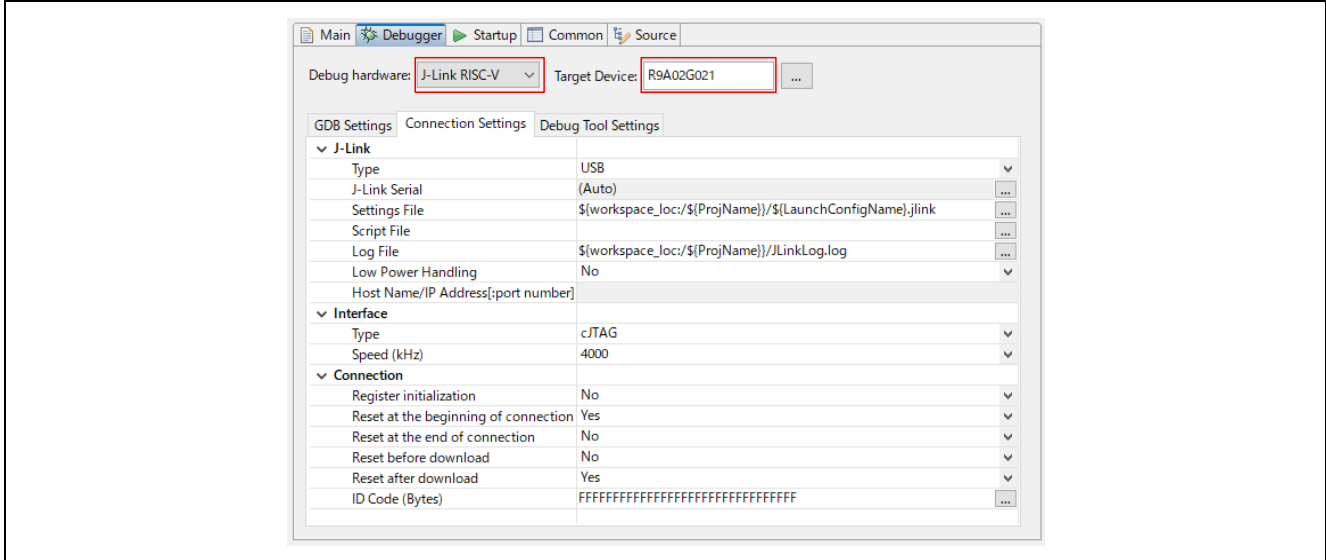 Main Debugger Startup Common Source
Debug hardware: J-Link RISC-V Target Device: R9A02G021 ...
GDB Settings Connection Settings Debug Tool Settings
J-Link
Type USB
J-Link Serial (Auto) ...
Settings File ${workspace_loc:/${ProjName}}/${LaunchConfigName}.jlink ...
Script File ...
Log File ${workspace_loc:/${ProjName}}/JLinkLog.log ...
Low Power Handling No
Host Name/IP Address[:port number]
Interface
Type cJTAG
Speed (kHz) 4000
Connection
Register initialization No
Reset at the beginning of connection Yes
Reset at the end of connection No
Reset before download No
Reset after download Yes
ID Code (Bytes) FFFFFFFFFFFFFFFFFFFFFFFFFFFFFFFF ...